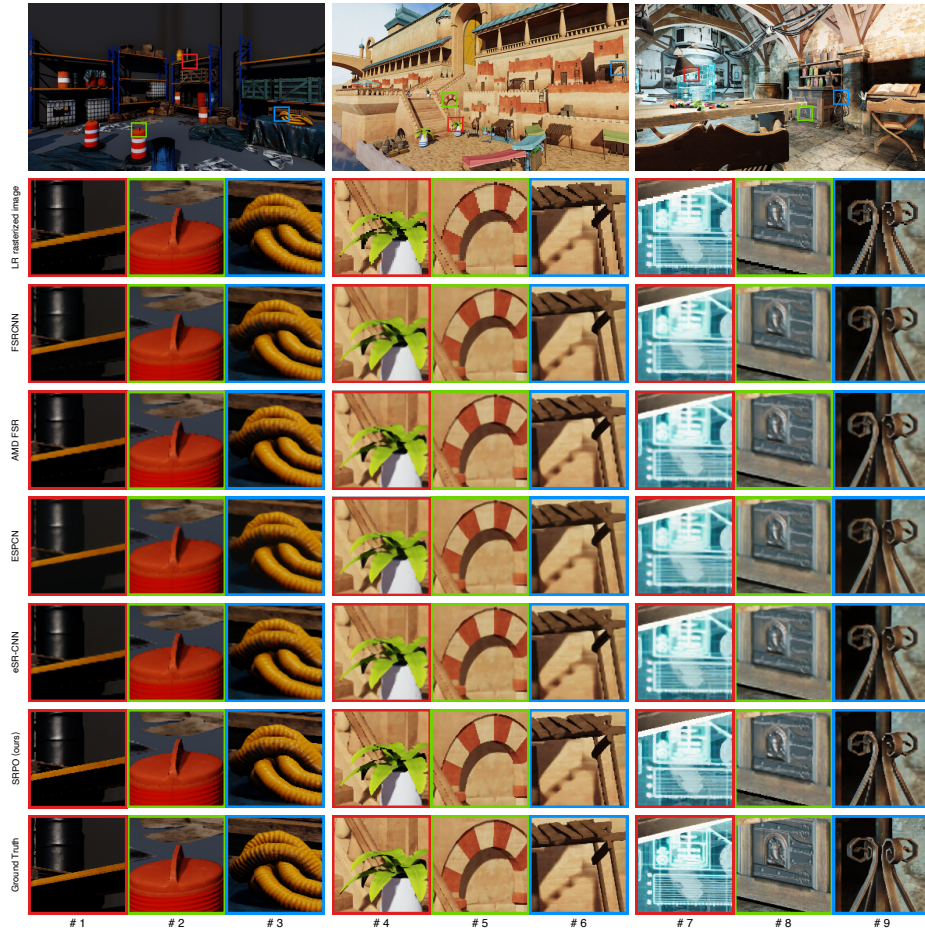 LR rasterized image
FSRCNN
AMD FSR
ESPCN
eSR-CNN
SRPO (ours)
Ground Truth
# 1 # 2 # 3 # 4 # 5 # 6 # 7 # 8 # 9